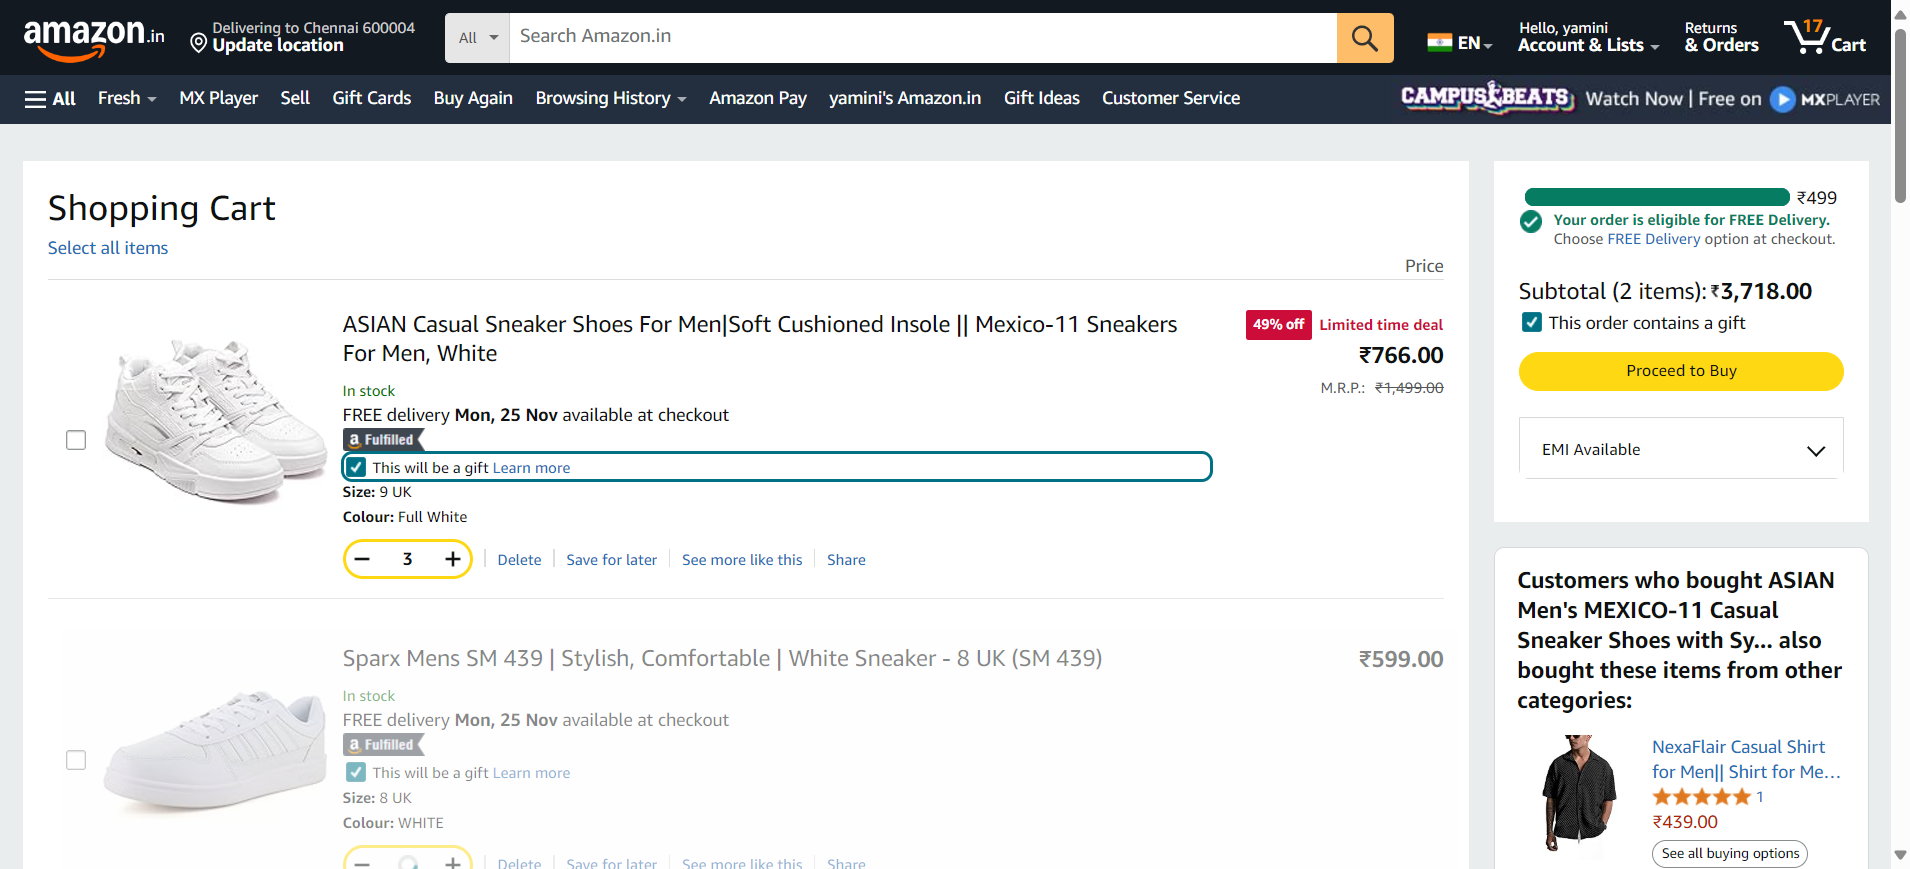 amazon.in
Delivering to Chennai 600004
Update location
All
Search Amazon.in
EN
Hello, yamini
Account & Lists
Returns
& Orders
17
Cart
All
Fresh
MX Player
Sell
Gift Cards
Buy Again
Browsing History
Amazon Pay
yamini's Amazon.in
Gift Ideas
Customer Service
CAMPUS BEATS Watch Now | Free on MXPLAYER
Shopping Cart
Select all items
Price
ASIAN Casual Sneaker Shoes For Men|Soft Cushioned Insole || Mexico-11 Sneakers
For Men, White
49% off Limited time deal
₹766.00
M.R.P.: ₹1,499.00
In stock
FREE delivery Mon, 25 Nov available at checkout
a Fulfilled
This will be a gift Learn more
Size: 9 UK
Colour: Full White
3
Delete
Save for later
See more like this
Share
Sparx Mens SM 439 | Stylish, Comfortable | White Sneaker - 8 UK (SM 439)
₹599.00
In stock
FREE delivery Mon, 25 Nov available at checkout
a Fulfilled
This will be a gift Learn more
Size: 8 UK
Colour: WHITE
Delete
Save for later
See more like this
Share
₹499
Your order is eligible for FREE Delivery.
Choose FREE Delivery option at checkout.
Subtotal (2 items): ₹3,718.00
This order contains a gift
Proceed to Buy
EMI Available
Customers who bought ASIAN
Men's MEXICO-11 Casual
Sneaker Shoes with Sy... also
bought these items from other
categories:
NexaFlair Casual Shirt
for Men|| Shirt for Me...
1
₹439.00
See all buying options